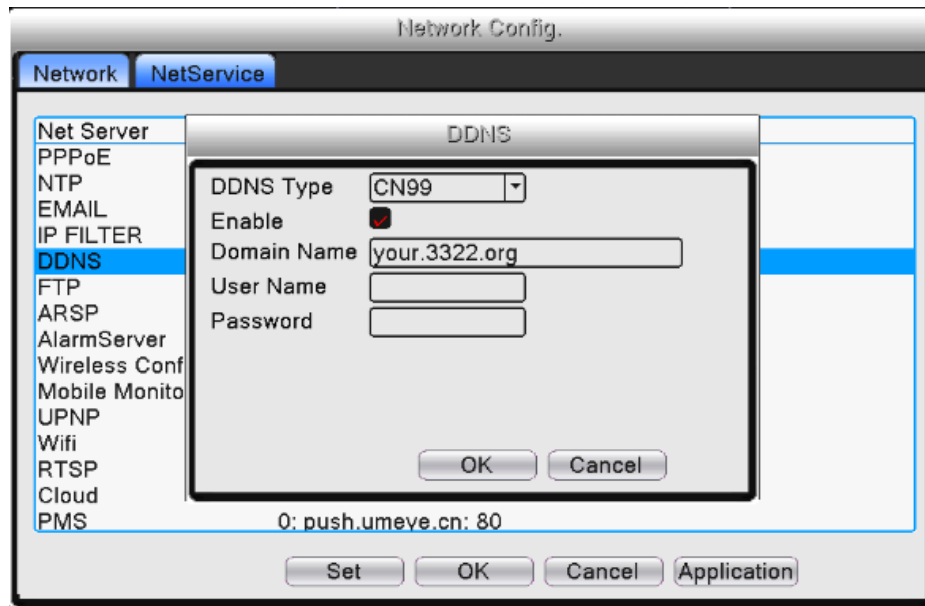 Network Config.
Network NetService
Net Server
PPPoE
NTP
EMAIL
IP FILTER
DDNS
FTP
ARSP
AlarmServer
Wireless Conf
Mobile Monito
UPNP
Wifi
RTSP
Cloud
PMS 0: push.umeye.cn: 80
DDNS
DDNS Type CN99
Enable
Domain Name your.3322.org
User Name
Password
OK Cancel
Set OK Cancel Application